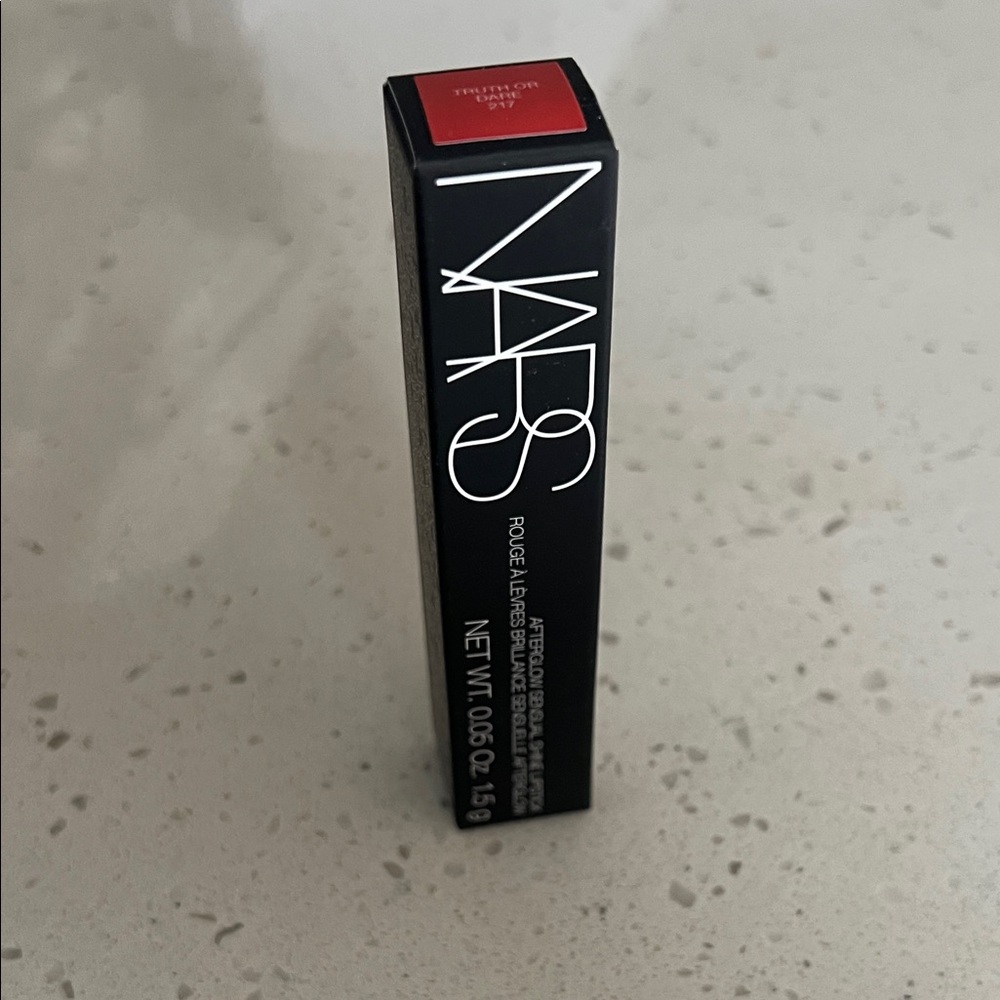 TRUTH OR
DARE
217
NARS
AFTERGLOW SENSUAL SHINE LIPSTICK
ROUGE À LÈVRES BRILLANCE SENSUELLE AFTERGLOW
NET WT. 0.05 Oz. 1.5 g